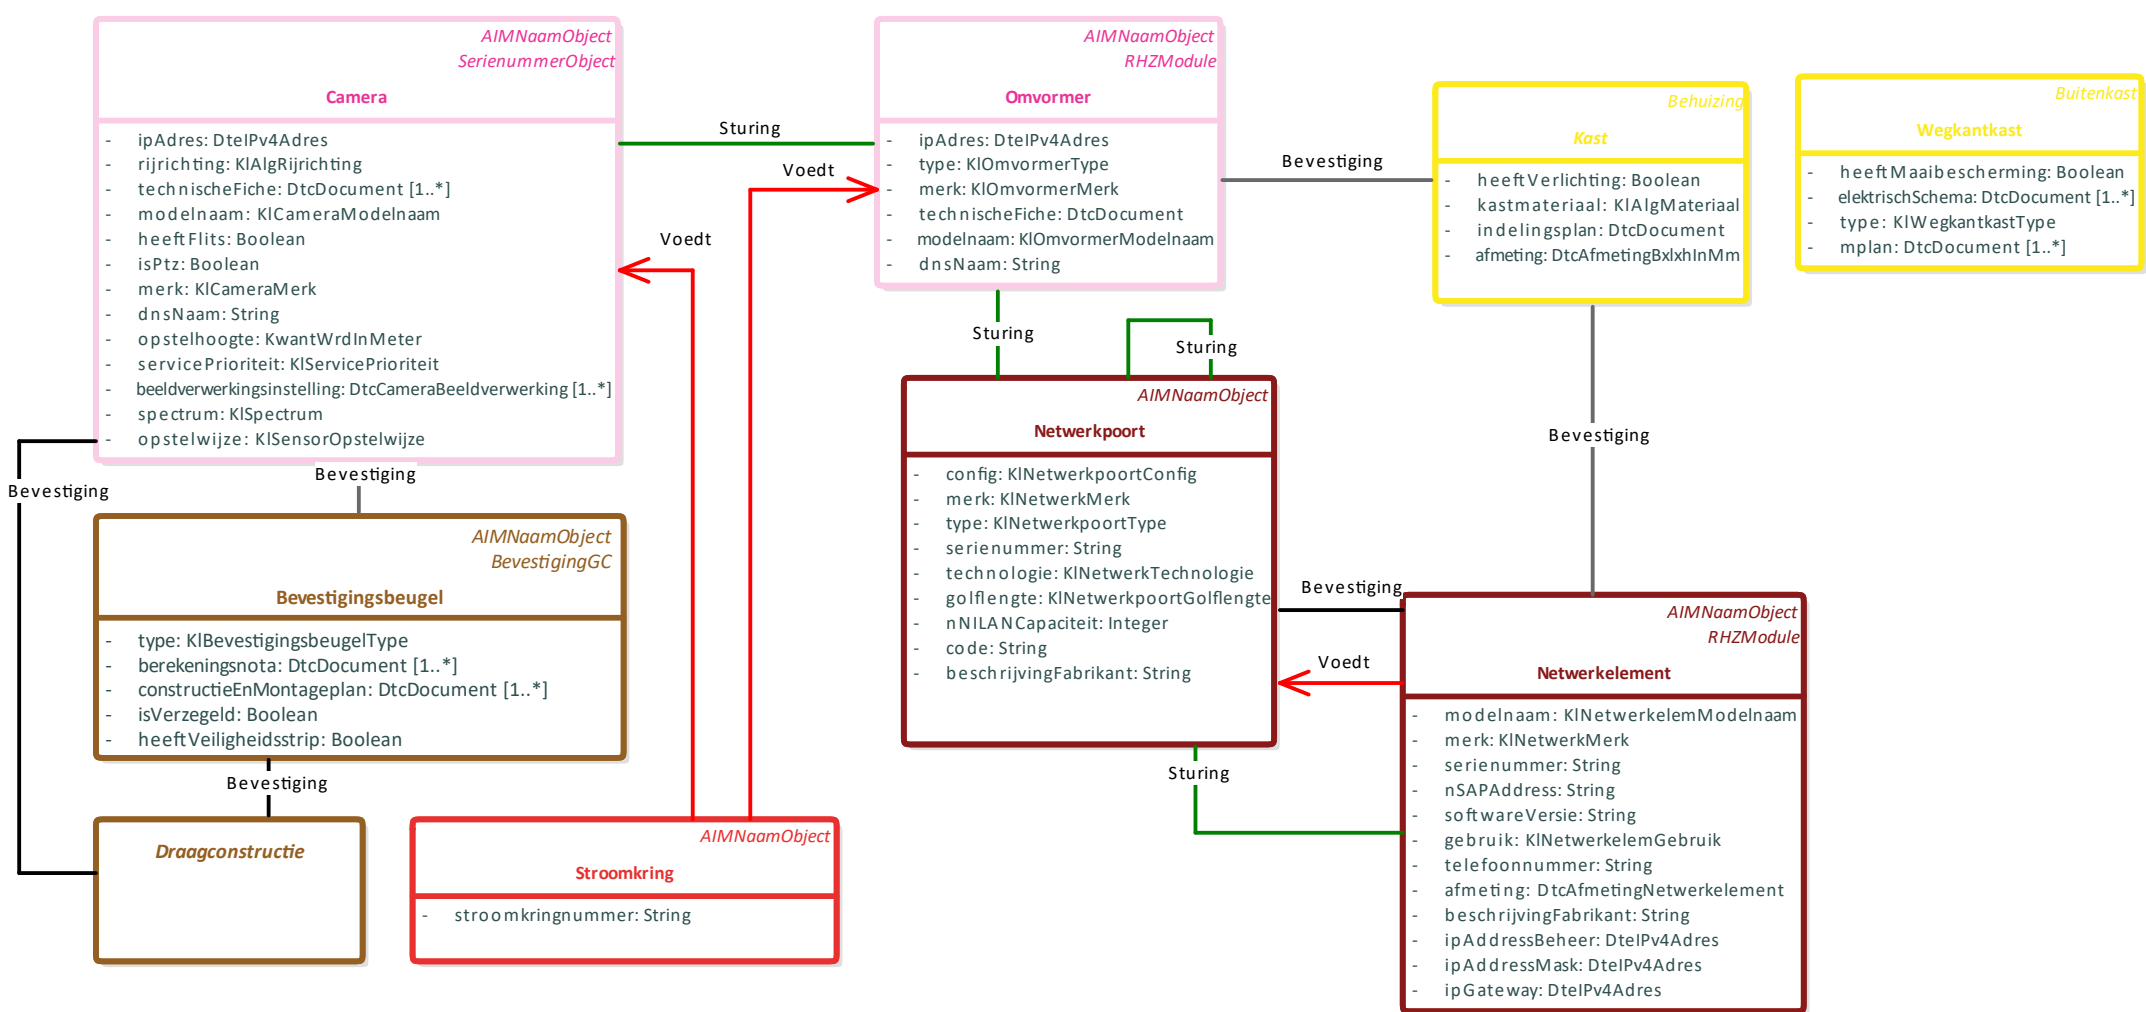 AIMNaamObject
SerienummerObject
Camera
- ipAdres: DteIPv4Adres
- rijrichting: KlAlgRijrichting
- technischeFiche: DtcDocument [1..*]
- modelnaam: KlCameraModelnaam
- heeftFlits: Boolean
- isPtz: Boolean
- merk: KlCameraMerk
- dnsNaam: String
- opstelhoogte: KwantWrdInMeter
- servicePrioriteit: KlServicePrioriteit
- beeldverwerkingsinstelling: DtcCameraBeeldverwerking [1..*]
- spectrum: KlSpectrum
- opstelwijze: KlSensorOpstelwijze
Sturing
Voedt
Voedt
AIMNaamObject
RHZModule
Omvormer
- ipAdres: DteIPv4Adres
- type: KlOmvormerType
- merk: KlOmvormerMerk
- technischeFiche: DtcDocument
- modelnaam: KlOmvormerModelnaam
- dnsNaam: String
Bevestiging
Behuizing
Kast
- heeftVerlichting: Boolean
- kastmateriaal: KlAlgMateriaal
- indelingsplan: DtcDocument
- afmeting: DtcAfmetingBxlxhInMm
Buitenkast
Wegkantkast
- heeftMaaibescherming: Boolean
- elektrischSchema: DtcDocument [1..*]
- type: KlWegkantkastType
- mplan: DtcDocument [1..*]
Sturing
Sturing
Bevestiging
Bevestiging
Bevestiging
AIMNaamObject
BevestigingGC
Bevestigingsbeugel
- type: KlBevestigingsbeugelType
- berekeningsnota: DtcDocument [1..*]
- constructieEnMontageplan: DtcDocument [1..*]
- isVerzegeld: Boolean
- heeftVeiligheidsstrip: Boolean
Bevestiging
Draagconstructie
AIMNaamObject
Stroomkring
- stroomkringnummer: String
AIMNaamObject
Netwerkpoort
- config: KlNetwerkpoortConfig
- merk: KlNetwerkMerk
- type: KlNetwerkpoortType
- serienummer: String
- technologie: KlNetwerkTechnologie
- golflengte: KlNetwerkpoortGolflengte
- nNILANCapaciteit: Integer
- code: String
- beschrijvingFabrikant: String
Bevestiging
Voedt
Sturing
AIMNaamObject
RHZModule
Netwerkelement
- modelnaam: KlNetwerkelemModelnaam
- merk: KlNetwerkMerk
- serienummer: String
- nSAPAddress: String
- softwareVersie: String
- gebruik: KlNetwerkelemGebruik
- telefoonnummer: String
- afmeting: DtcAfmetingNetwerkelement
- beschrijvingFabrikant: String
- ipAddressBeheer: DteIPv4Adres
- ipAddressMask: DteIPv4Adres
- ipGateway: DteIPv4Adres